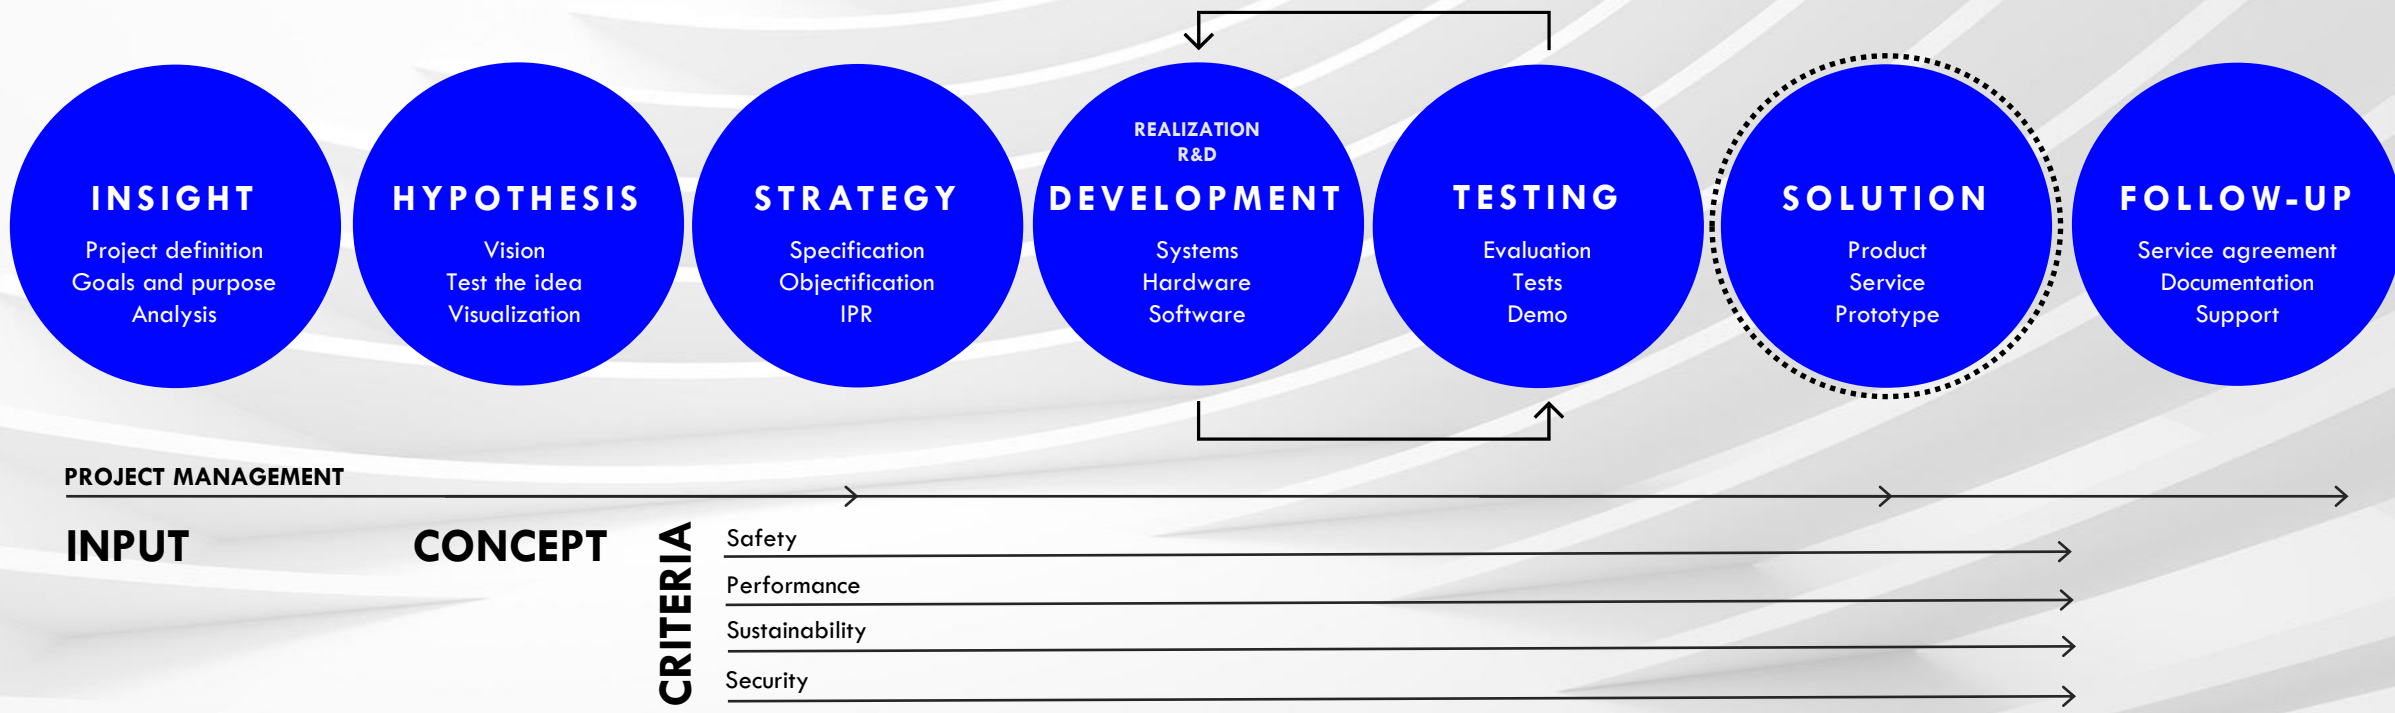 INSIGHT
Project definition
Goals and purpose
Analysis
HYPOTHESIS
Vision
Test the idea
Visualization
STRATEGY
Specification
Objectification
IPR
REALIZATION
R&D
DEVELOPMENT
Systems
Hardware
Software
TESTING
Evaluation
Tests
Demo
SOLUTION
Product
Service
Prototype
FOLLOW-UP
Service agreement
Documentation
Support
PROJECT MANAGEMENT
INPUT
CONCEPT
CRITERIA
Safety
Performance
Sustainability
Security